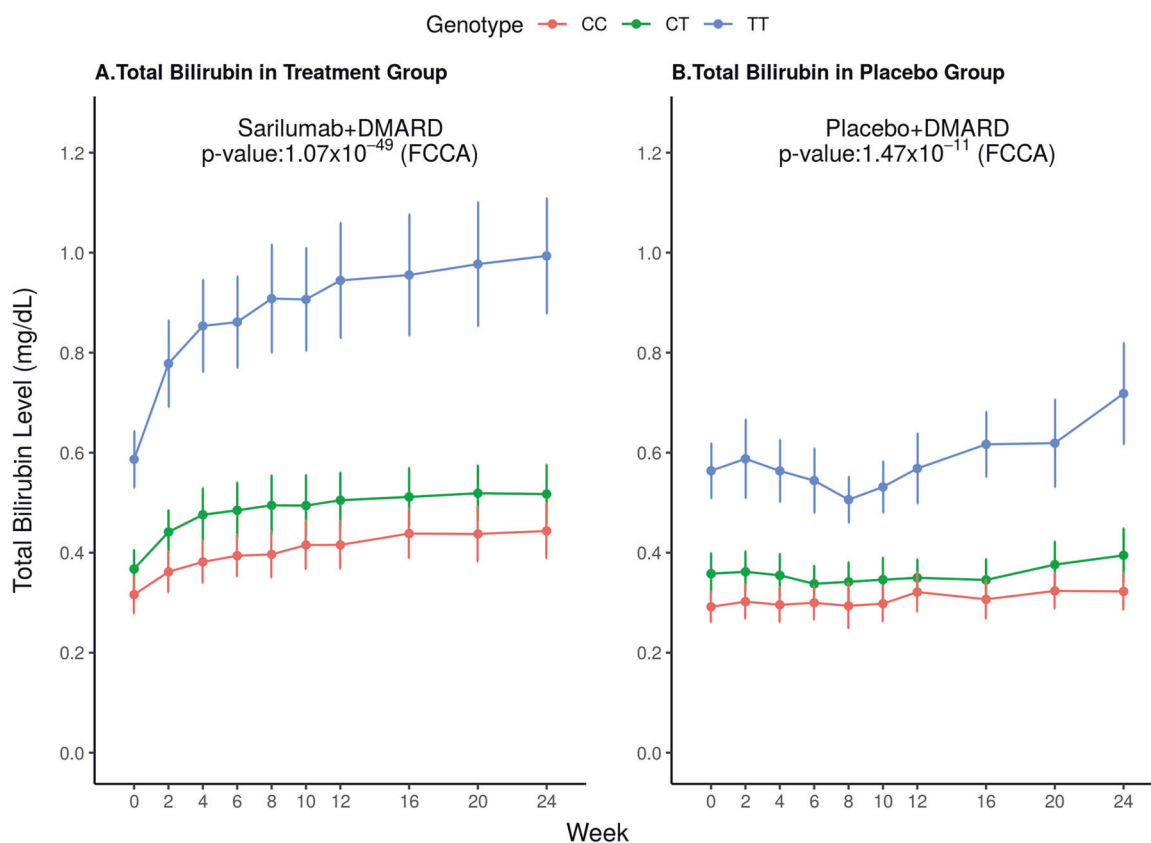 Genotype CC CT TT
A.Total Bilirubin in Treatment Group
Sarilumab+DMARD
p-value:1.07x10⁻⁴⁹ (FCCA)
1.2
1.0
0.8
0.6
0.4
0.2
0.0
0 2 4 6 8 10 12 16 20 24
B.Total Bilirubin in Placebo Group
Placebo+DMARD
p-value:1.47x10⁻¹¹ (FCCA)
1.2
1.0
0.8
0.6
0.4
0.2
0.0
0 2 4 6 8 10 12 16 20 24
Total Bilirubin Level (mg/dL)
Week